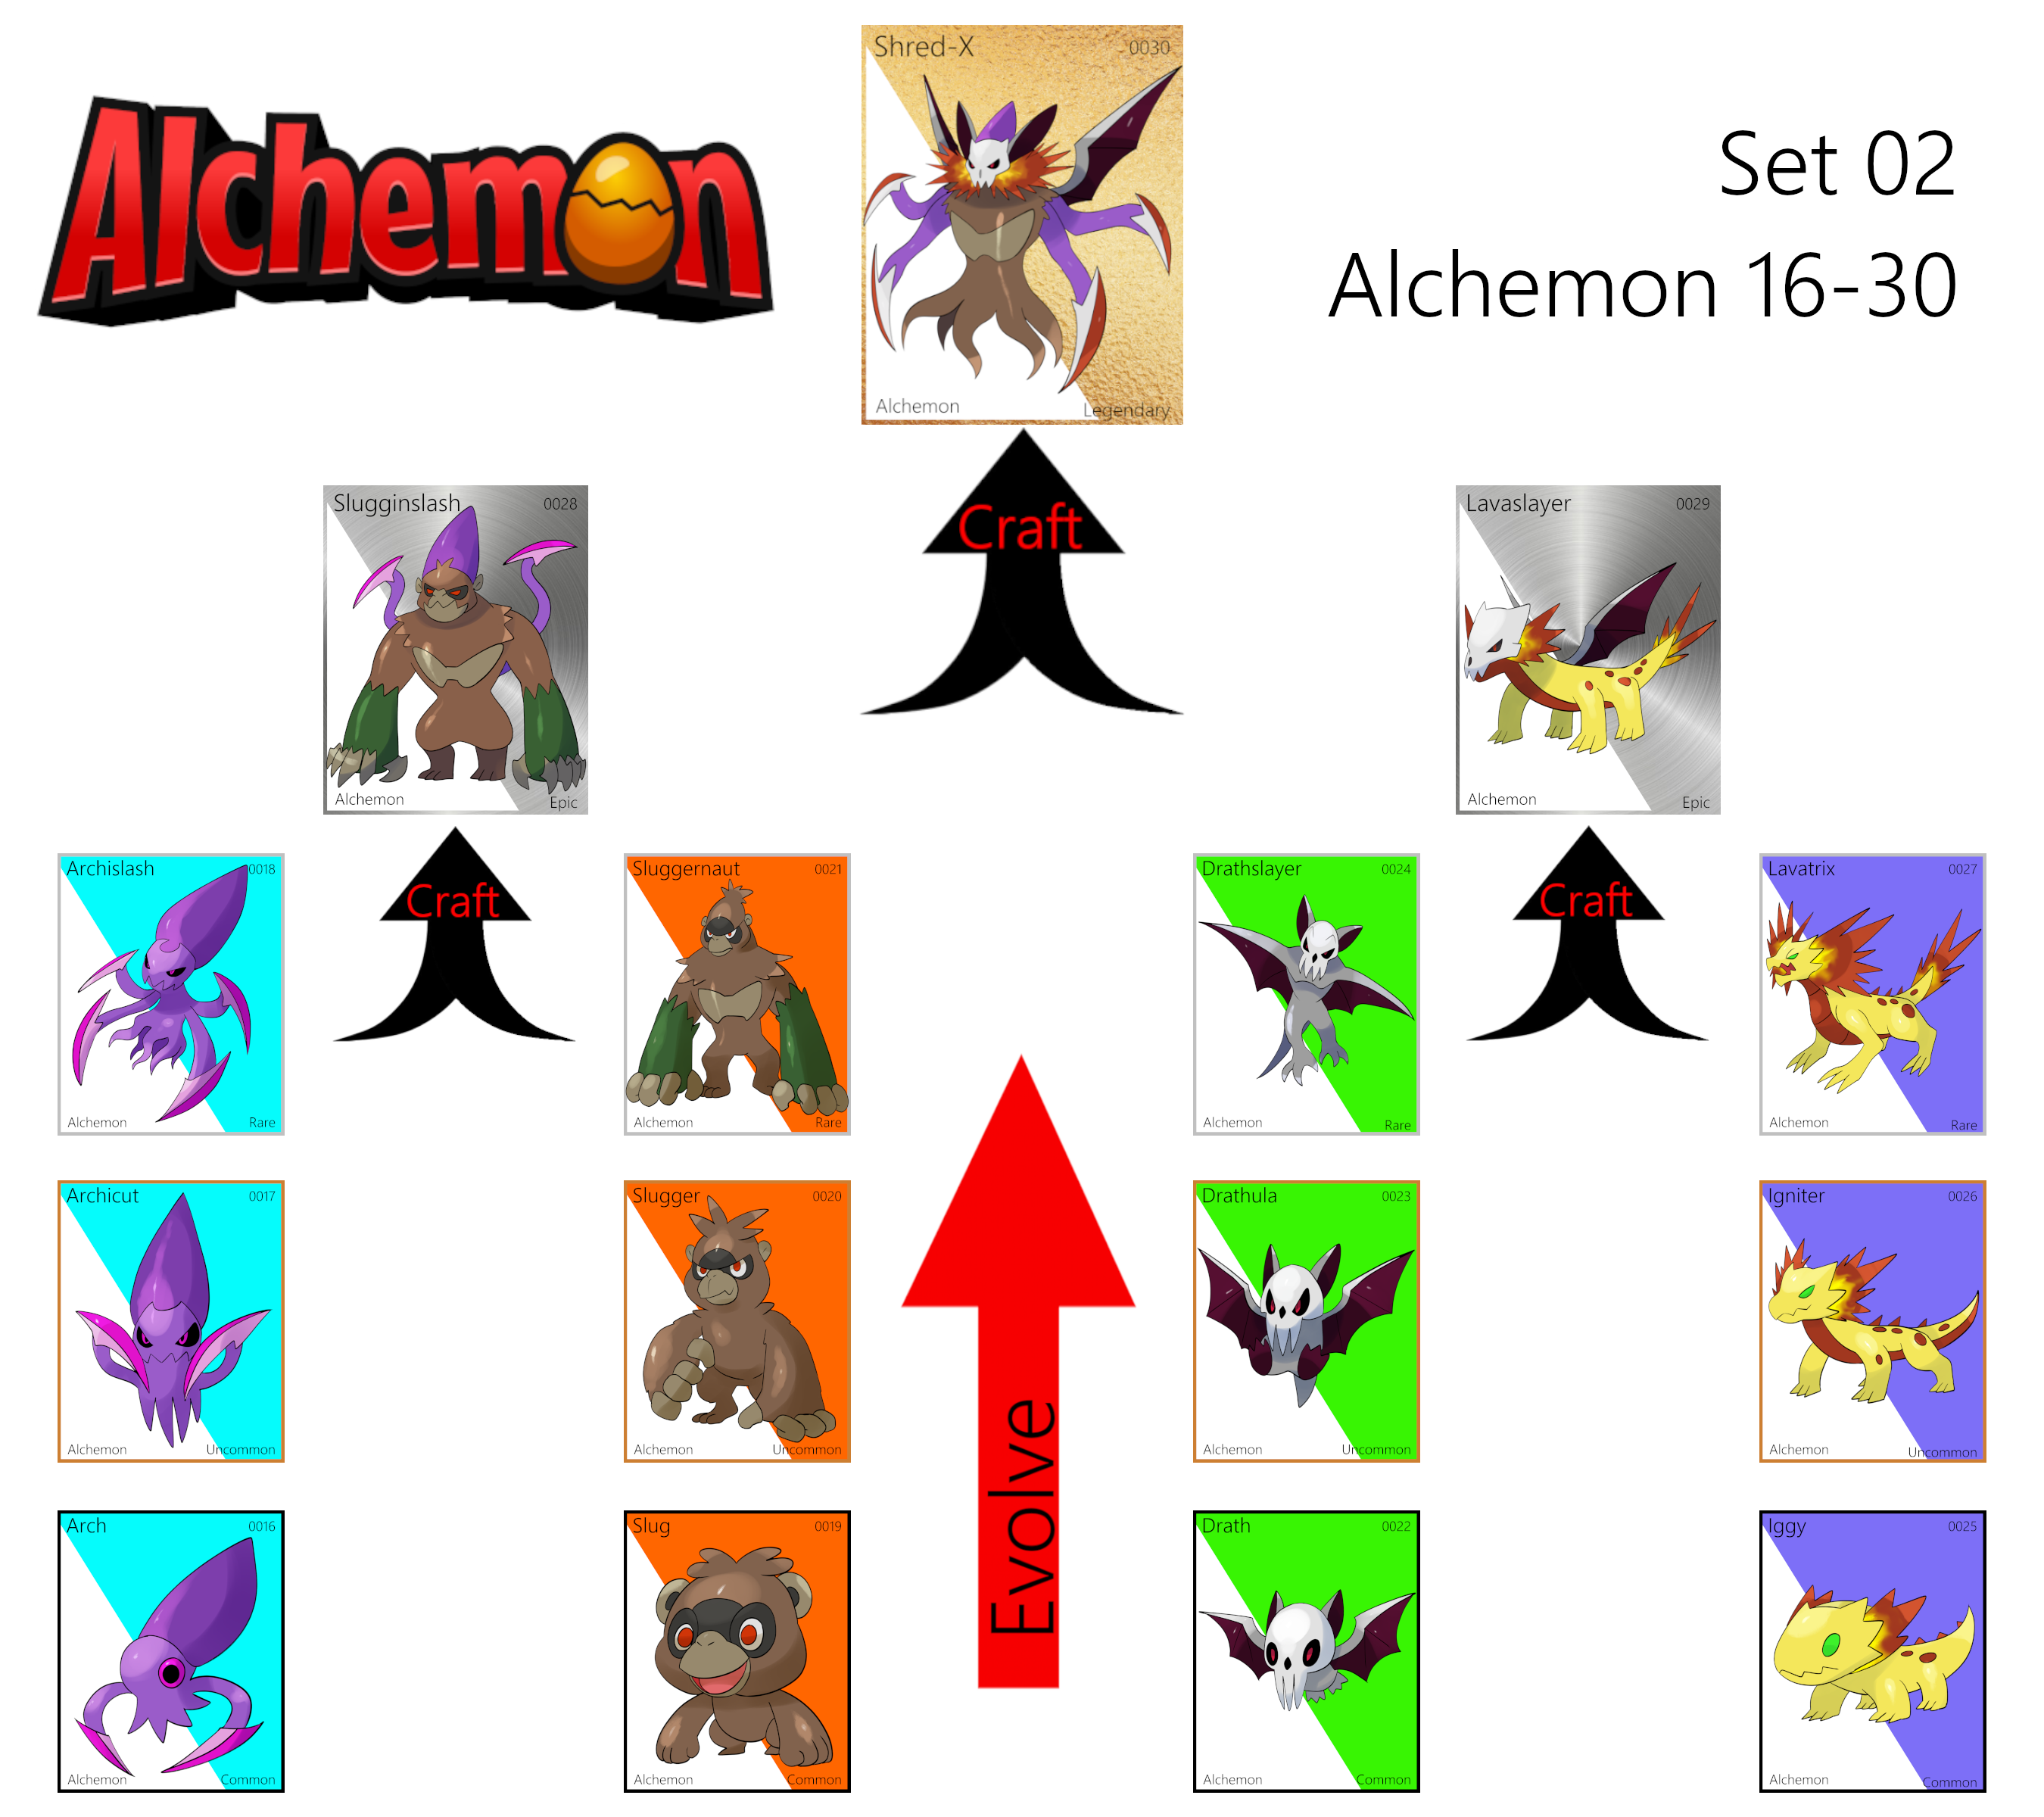 Alchemon
Set 02
Alchemon 16-30
Shred-X 0030
Alchemon Legendary
Craft
Slugginslash 0028
Alchemon Epic
Lavaslayer 0029
Alchemon Epic
Craft
Craft
Archislash 0018
Alchemon Rare
Sluggernaut 0021
Alchemon Rare
Drathslayer 0024
Alchemon Rare
Lavatrix 0027
Alchemon Rare
Archicut 0017
Alchemon Uncommon
Slugger 0020
Alchemon Uncommon
Drathula 0023
Alchemon Uncommon
Igniter 0026
Alchemon Uncommon
Evolve
Arch 0016
Alchemon Common
Slug 0019
Alchemon Common
Drath 0022
Alchemon Common
Iggy 0025
Alchemon Common